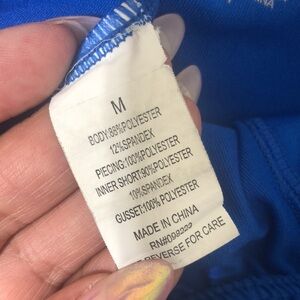 M
BODY:88%POLYESTER
12%SPANDEX
PIECING:100%POLYESTER
INNER SHORT:90%POLYESTER
10%SPANDEX
GUSSET:100% POLYESTER
MADE IN CHINA
REVERSE FOR CARE